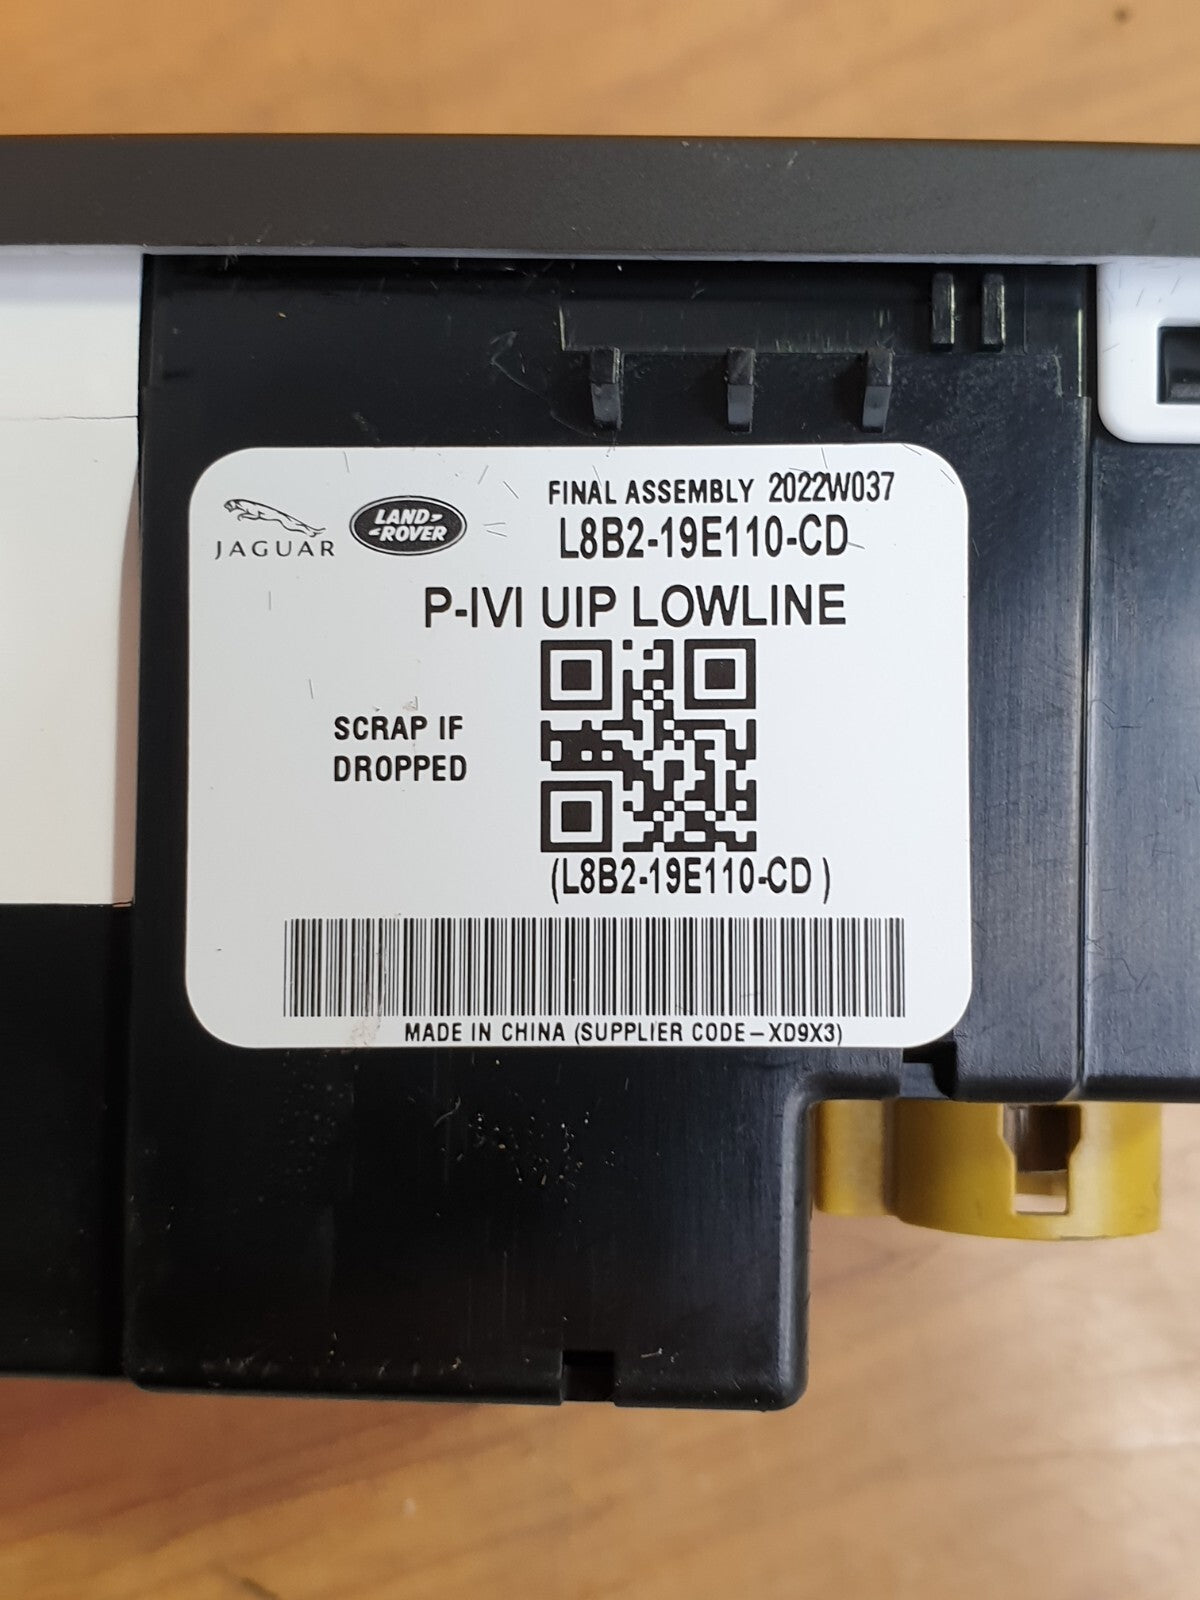 JAGUAR
LAND-
-ROVER
FINAL ASSEMBLY 2022W037
L8B2-19E110-CD
P-IVI UIP LOWLINE
SCRAP IF
DROPPED
(L8B2-19E110-CD )
MADE IN CHINA (SUPPLIER CODE-XD9X3)